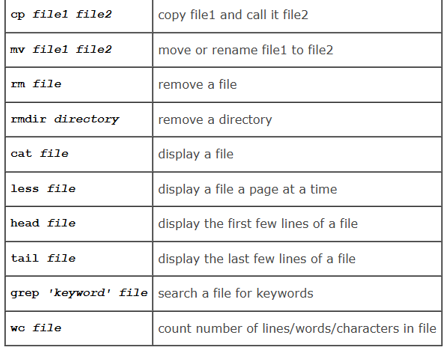 cp file1 file2 copy file1 and call it file2
mv file1 file2 move or rename file1 to file2
rm file remove a file
rmdir directory remove a directory
cat file display a file
less file display a file a page at a time
head file display the first few lines of a file
tail file display the last few lines of a file
grep 'keyword' file search a file for keywords
wc file count number of lines/words/characters in file